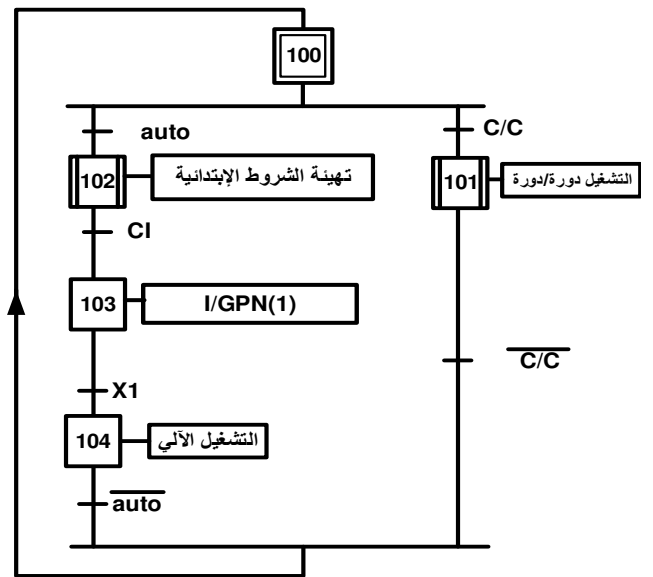 100
auto
C/C
102
تهيئة الشروط الإبتدائية
101
التشغيل دورة/دورة
CI
103
I/GPN(1)
C/C
X1
104
التشغيل الآلي
auto